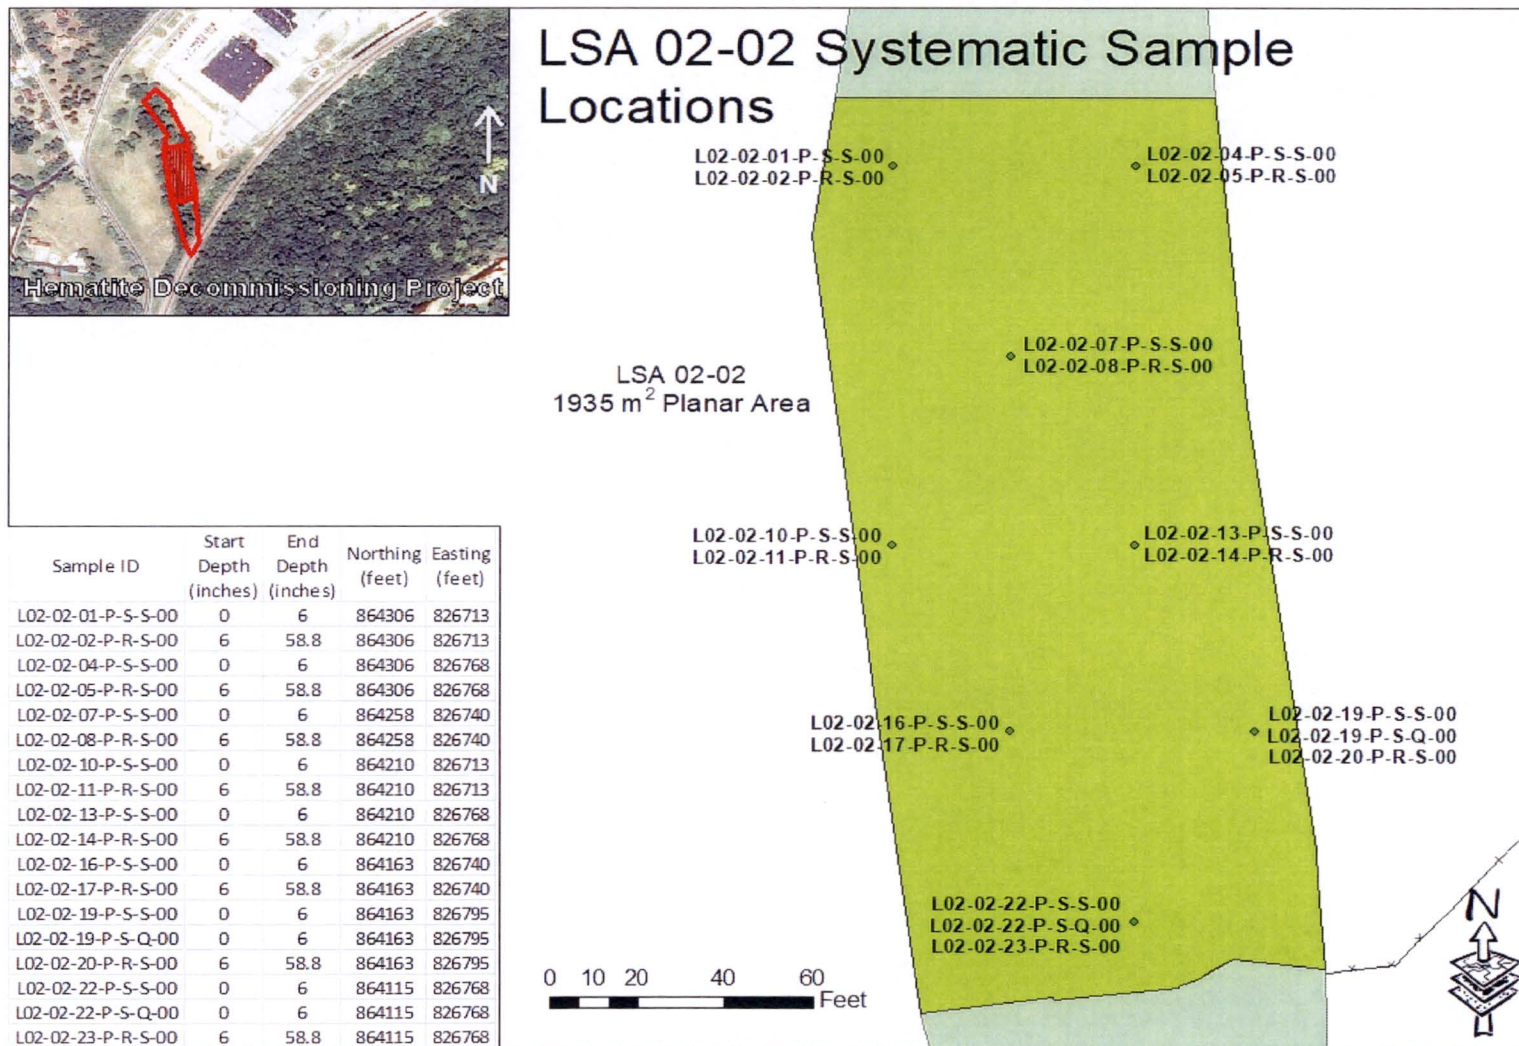 LSA 02-02 Systematic Sample
Locations
N
Hematite Decommissioning Project
L02-02-01-P-S-S-00
L02-02-02-P-R-S-00
L02-02-04-P-S-S-00
L02-02-05-P-R-S-00
L02-02-07-P-S-S-00
L02-02-08-P-R-S-00
LSA 02-02
1935 m² Planar Area
L02-02-10-P-S-S-00
L02-02-11-P-R-S-00
L02-02-13-P-S-S-00
L02-02-14-P-R-S-00
L02-02-16-P-S-S-00
L02-02-17-P-R-S-00
L02-02-19-P-S-S-00
L02-02-19-P-S-Q-00
L02-02-20-P-R-S-00
L02-02-22-P-S-S-00
L02-02-22-P-S-Q-00
L02-02-23-P-R-S-00
0 10 20 40 60
Feet
N
Sample ID Start Depth (inches) End Depth (inches) Northing (feet) Easting (feet)
L02-02-01-P-S-S-00 0 6 864306 826713
L02-02-02-P-R-S-00 6 58.8 864306 826713
L02-02-04-P-S-S-00 0 6 864306 826768
L02-02-05-P-R-S-00 6 58.8 864306 826768
L02-02-07-P-S-S-00 0 6 864258 826740
L02-02-08-P-R-S-00 6 58.8 864258 826740
L02-02-10-P-S-S-00 0 6 864210 826713
L02-02-11-P-R-S-00 6 58.8 864210 826713
L02-02-13-P-S-S-00 0 6 864210 826768
L02-02-14-P-R-S-00 6 58.8 864210 826768
L02-02-16-P-S-S-00 0 6 864163 826740
L02-02-17-P-R-S-00 6 58.8 864163 826740
L02-02-19-P-S-S-00 0 6 864163 826795
L02-02-19-P-S-Q-00 0 6 864163 826795
L02-02-20-P-R-S-00 6 58.8 864163 826795
L02-02-22-P-S-S-00 0 6 864115 826768
L02-02-22-P-S-Q-00 0 6 864115 826768
L02-02-23-P-R-S-00 6 58.8 864115 826768